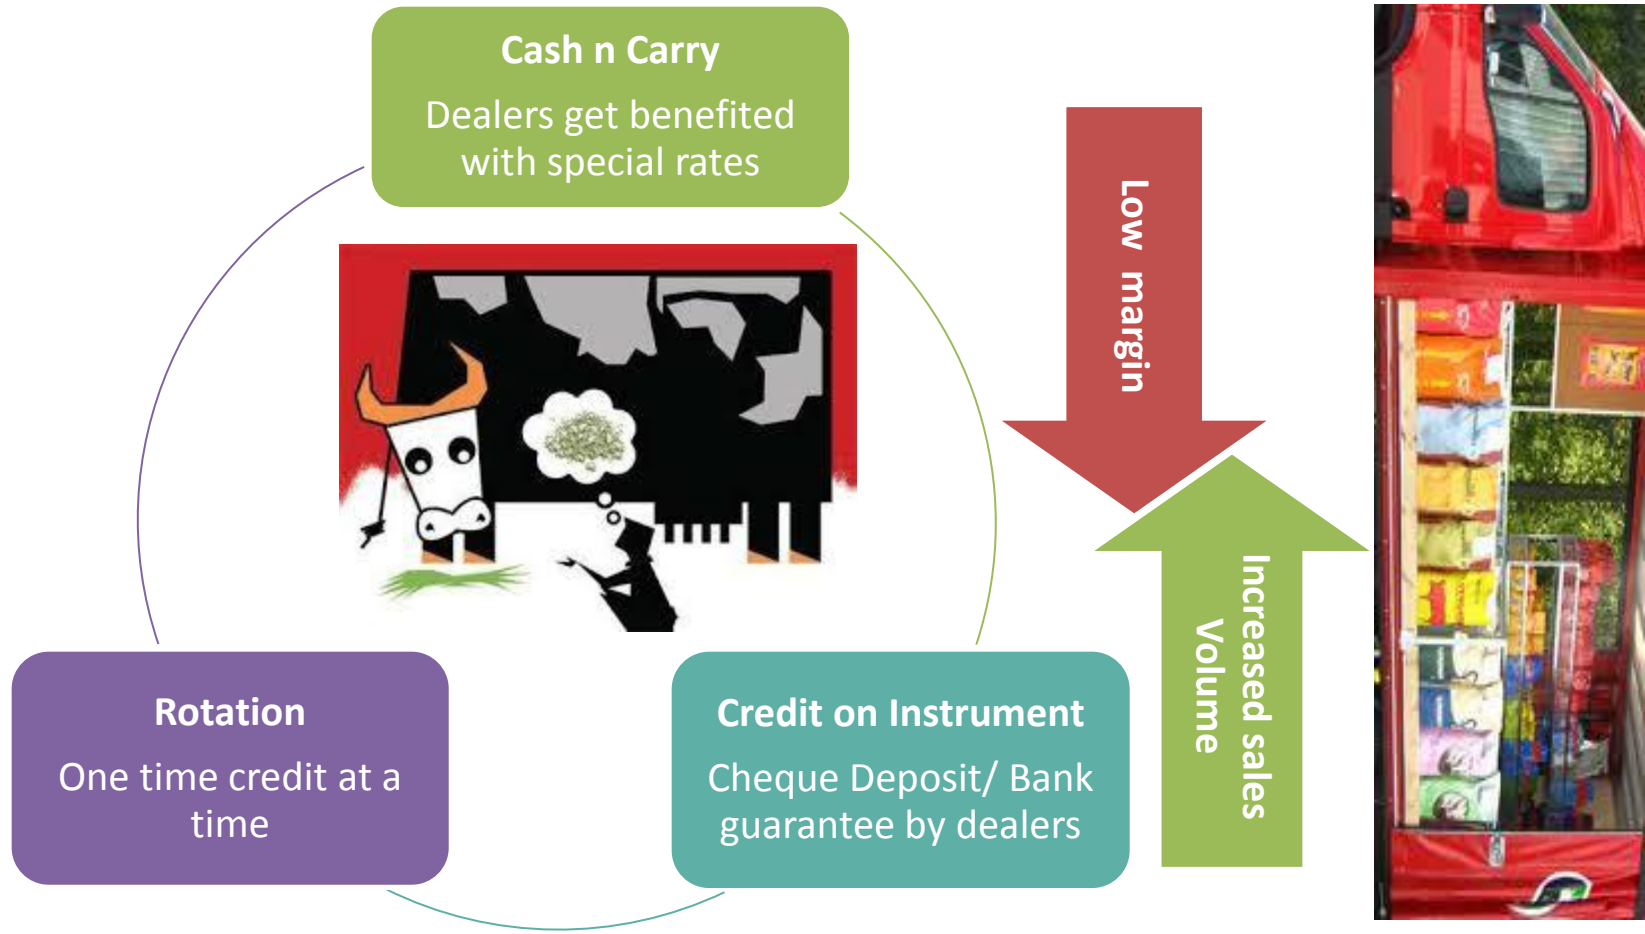 Cash n Carry
Dealers get benefited
with special rates
Rotation
One time credit at a
time
Credit on Instrument
Cheque Deposit/ Bank
guarantee by dealers
Low margin
Increased sales
Volume